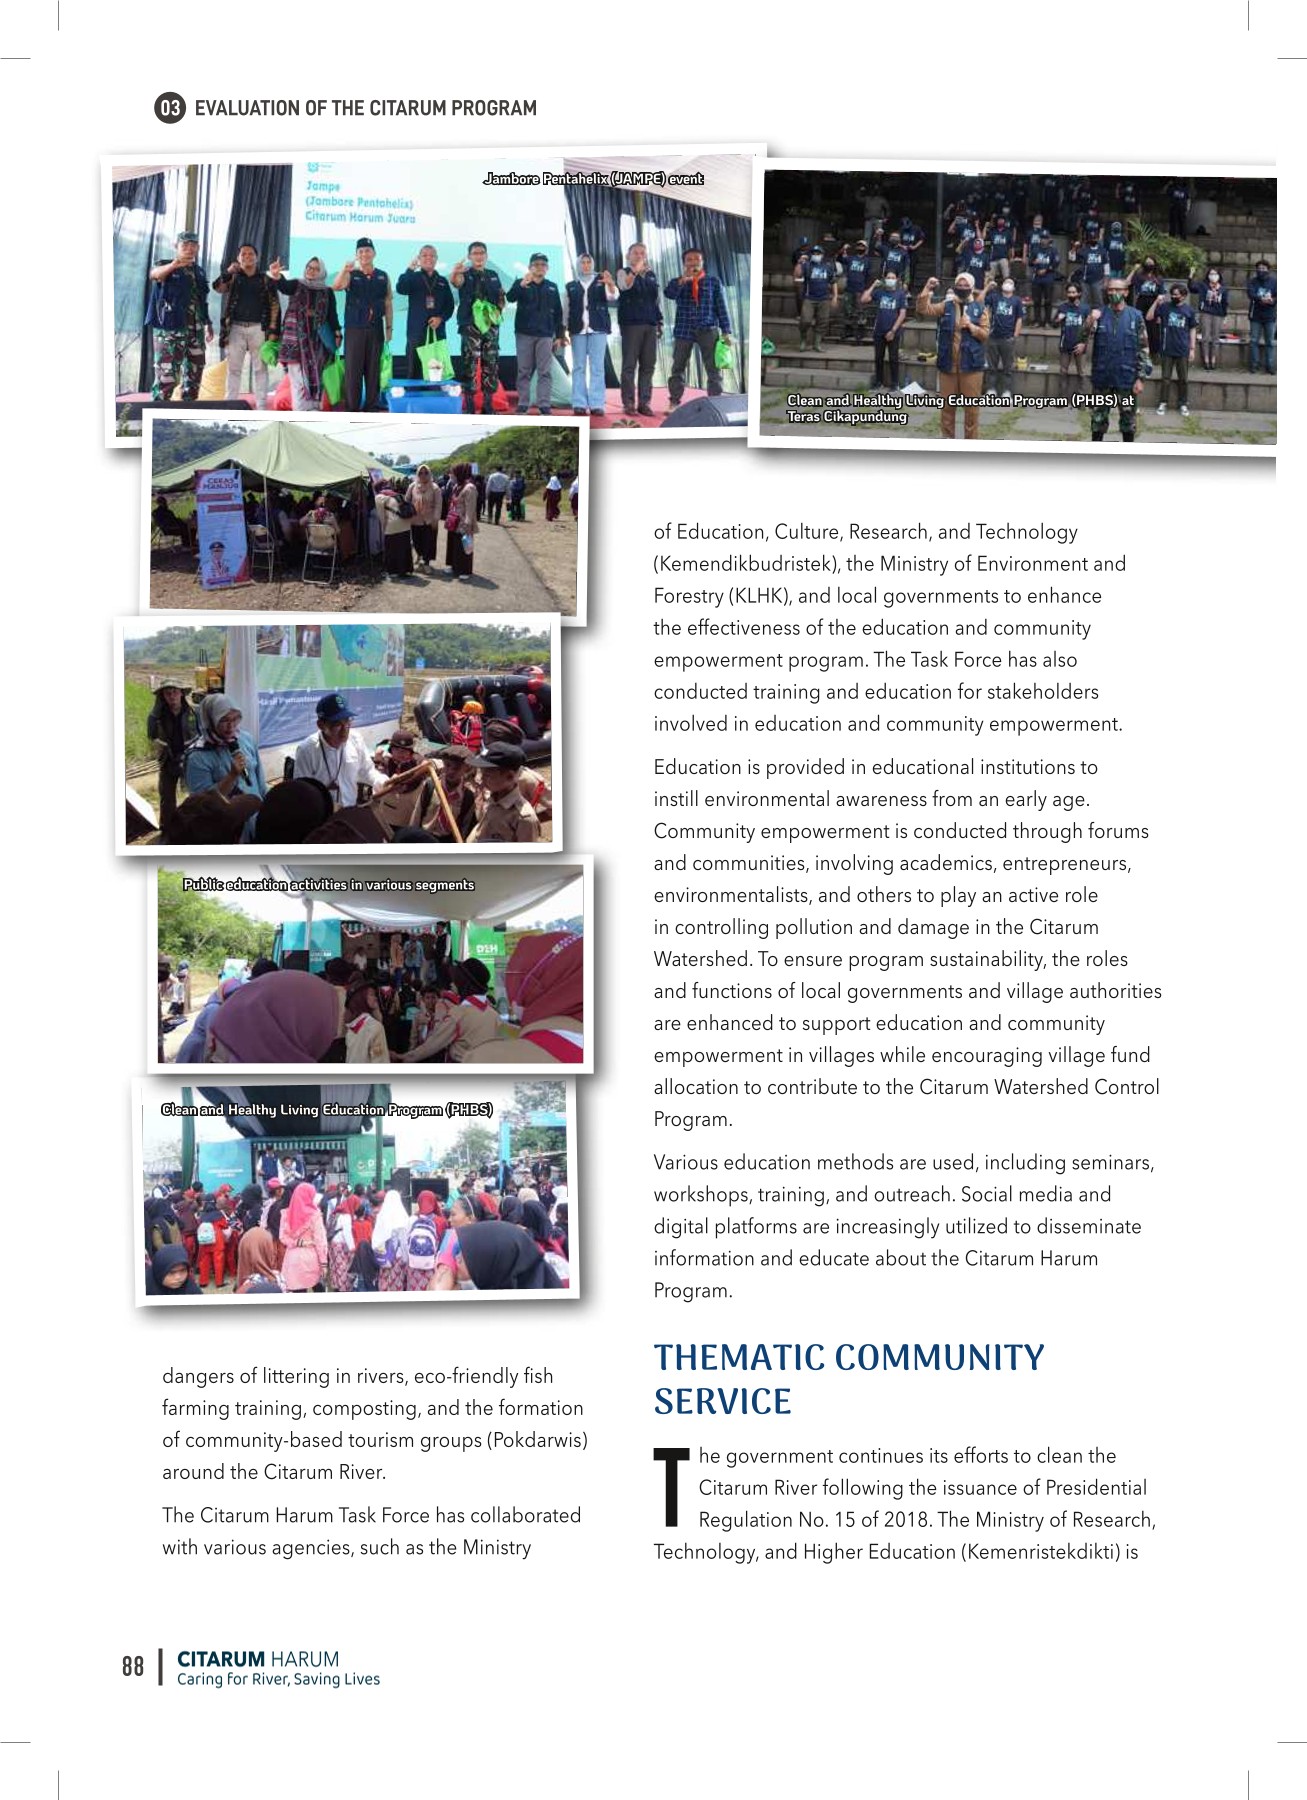 03 EVALUATION OF THE CITARUM PROGRAM
Jambore Pentahelix (JAMPE) event
Jampe
(Jambore Pentahelix)
Citarum Harum Juara
Clean and Healthy Living Education Program (PHBS) at
Teras Cikapundung
CERAS
MANJUR
Public education activities in various segments
DLH
Clean and Healthy Living Education Program (PHBS)
dangers of littering in rivers, eco-friendly fish
farming training, composting, and the formation
of community-based tourism groups (Pokdarwis)
around the Citarum River.
The Citarum Harum Task Force has collaborated
with various agencies, such as the Ministry
of Education, Culture, Research, and Technology
(Kemendikbudristek), the Ministry of Environment and
Forestry (KLHK), and local governments to enhance
the effectiveness of the education and community
empowerment program. The Task Force has also
conducted training and education for stakeholders
involved in education and community empowerment.
Education is provided in educational institutions to
instill environmental awareness from an early age.
Community empowerment is conducted through forums
and communities, involving academics, entrepreneurs,
environmentalists, and others to play an active role
in controlling pollution and damage in the Citarum
Watershed. To ensure program sustainability, the roles
and functions of local governments and village authorities
are enhanced to support education and community
empowerment in villages while encouraging village fund
allocation to contribute to the Citarum Watershed Control
Program.
Various education methods are used, including seminars,
workshops, training, and outreach. Social media and
digital platforms are increasingly utilized to disseminate
information and educate about the Citarum Harum
Program.
THEMATIC COMMUNITY
SERVICE
The government continues its efforts to clean the
Citarum River following the issuance of Presidential
Regulation No. 15 of 2018. The Ministry of Research,
Technology, and Higher Education (Kemenristekdikti) is
88
CITARUM HARUM
Caring for River, Saving Lives